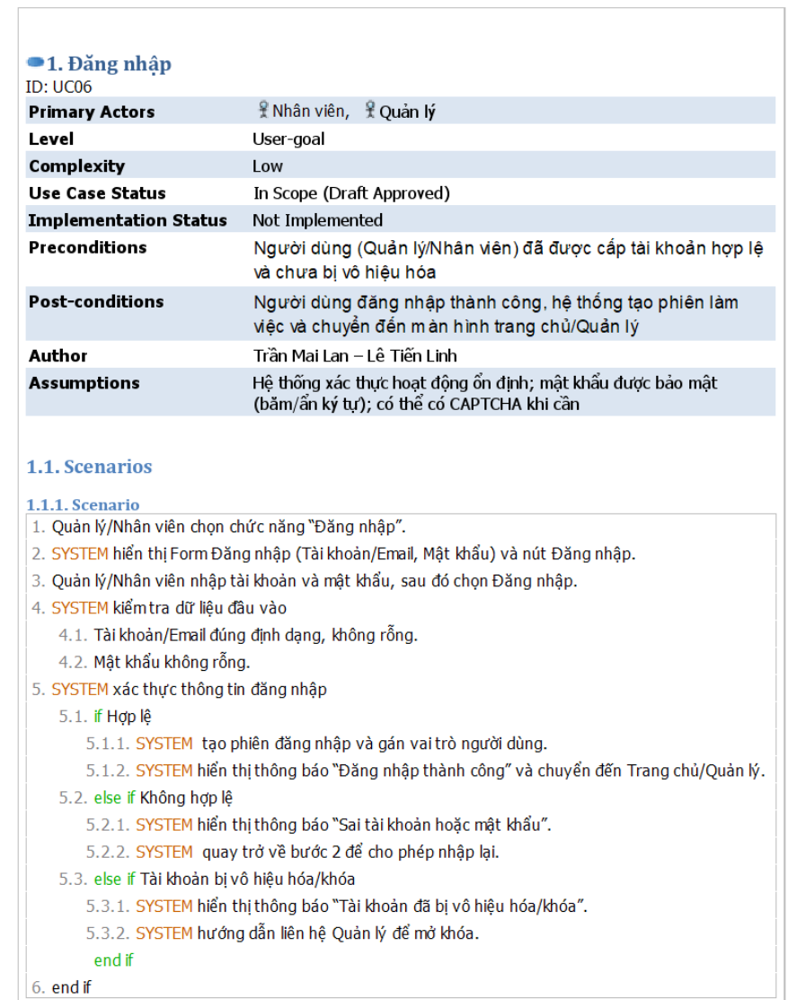 1. Đăng nhập
ID: UC06
Primary Actors Nhân viên, Quản lý
Level User-goal
Complexity Low
Use Case Status In Scope (Draft Approved)
Implementation Status Not Implemented
Preconditions Người dùng (Quản lý/Nhân viên) đã được cấp tài khoản hợp lệ
và chưa bị vô hiệu hóa
Post-conditions Người dùng đăng nhập thành công, hệ thống tạo phiên làm
việc và chuyển đến màn hình trang chủ/Quản lý
Author Trần Mai Lan – Lê Tiến Linh
Assumptions Hệ thống xác thực hoạt động ổn định; mật khẩu được bảo mật
(băm/ẩn ký tự); có thể có CAPTCHA khi cần
1.1. Scenarios
1.1.1. Scenario
1. Quản lý/Nhân viên chọn chức năng “Đăng nhập”.
2. SYSTEM hiển thị Form Đăng nhập (Tài khoản/Email, Mật khẩu) và nút Đăng nhập.
3. Quản lý/Nhân viên nhập tài khoản và mật khẩu, sau đó chọn Đăng nhập.
4. SYSTEM kiểm tra dữ liệu đầu vào
4.1. Tài khoản/Email đúng định dạng, không rỗng.
4.2. Mật khẩu không rỗng.
5. SYSTEM xác thực thông tin đăng nhập
5.1. if Hợp lệ
5.1.1. SYSTEM tạo phiên đăng nhập và gán vai trò người dùng.
5.1.2. SYSTEM hiển thị thông báo “Đăng nhập thành công” và chuyển đến Trang chủ/Quản lý.
5.2. else if Không hợp lệ
5.2.1. SYSTEM hiển thị thông báo “Sai tài khoản hoặc mật khẩu”.
5.2.2. SYSTEM quay trở về bước 2 để cho phép nhập lại.
5.3. else if Tài khoản bị vô hiệu hóa/khóa
5.3.1. SYSTEM hiển thị thông báo “Tài khoản đã bị vô hiệu hóa/khóa”.
5.3.2. SYSTEM hướng dẫn liên hệ Quản lý để mở khóa.
end if
6. end if